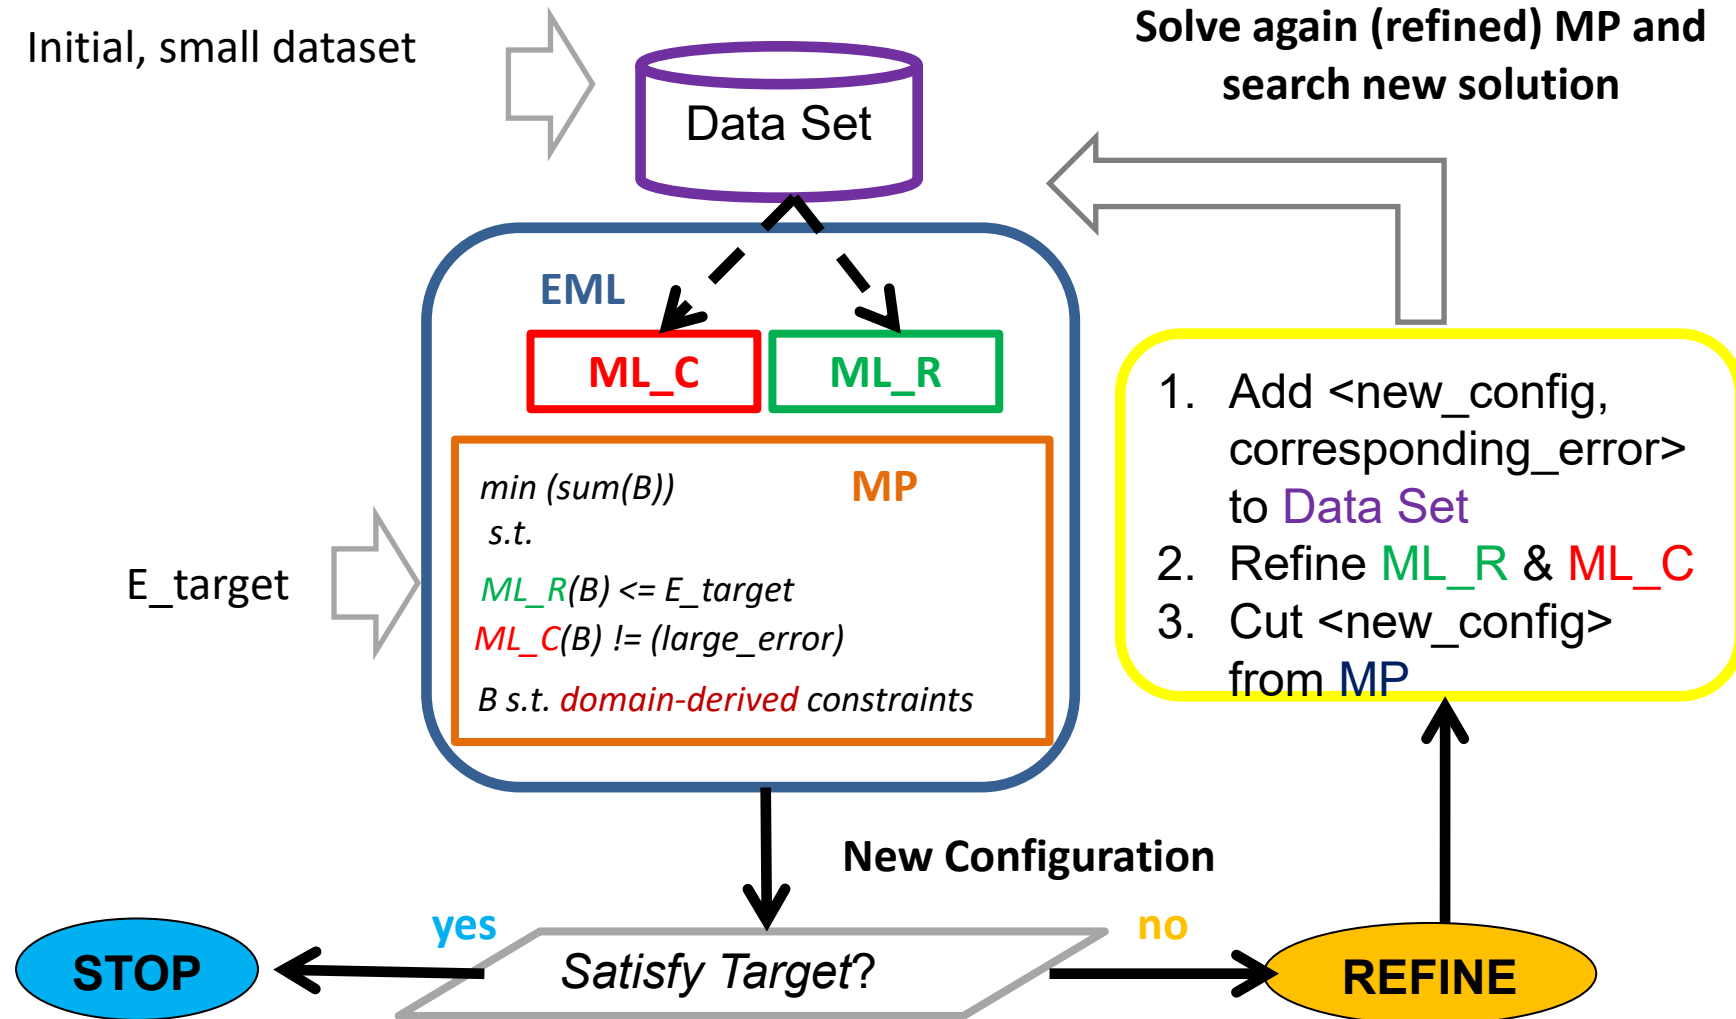 Initial, small dataset
Data Set
Solve again (refined) MP and
search new solution
EML
ML_C
ML_R
MP
min (sum(B))
s.t.
ML_R(B) <= E_target
ML_C(B) != (large_error)
B s.t. domain-derived constraints
E_target
1. Add <new_config,
corresponding_error>
to Data Set
2. Refine ML_R & ML_C
3. Cut <new_config>
from MP
New Configuration
yes
no
STOP
Satisfy Target?
REFINE